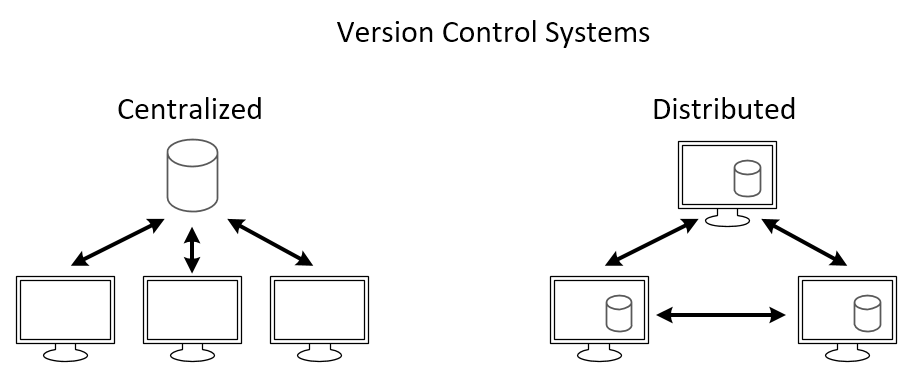 Version Control Systems
Centralized
Distributed